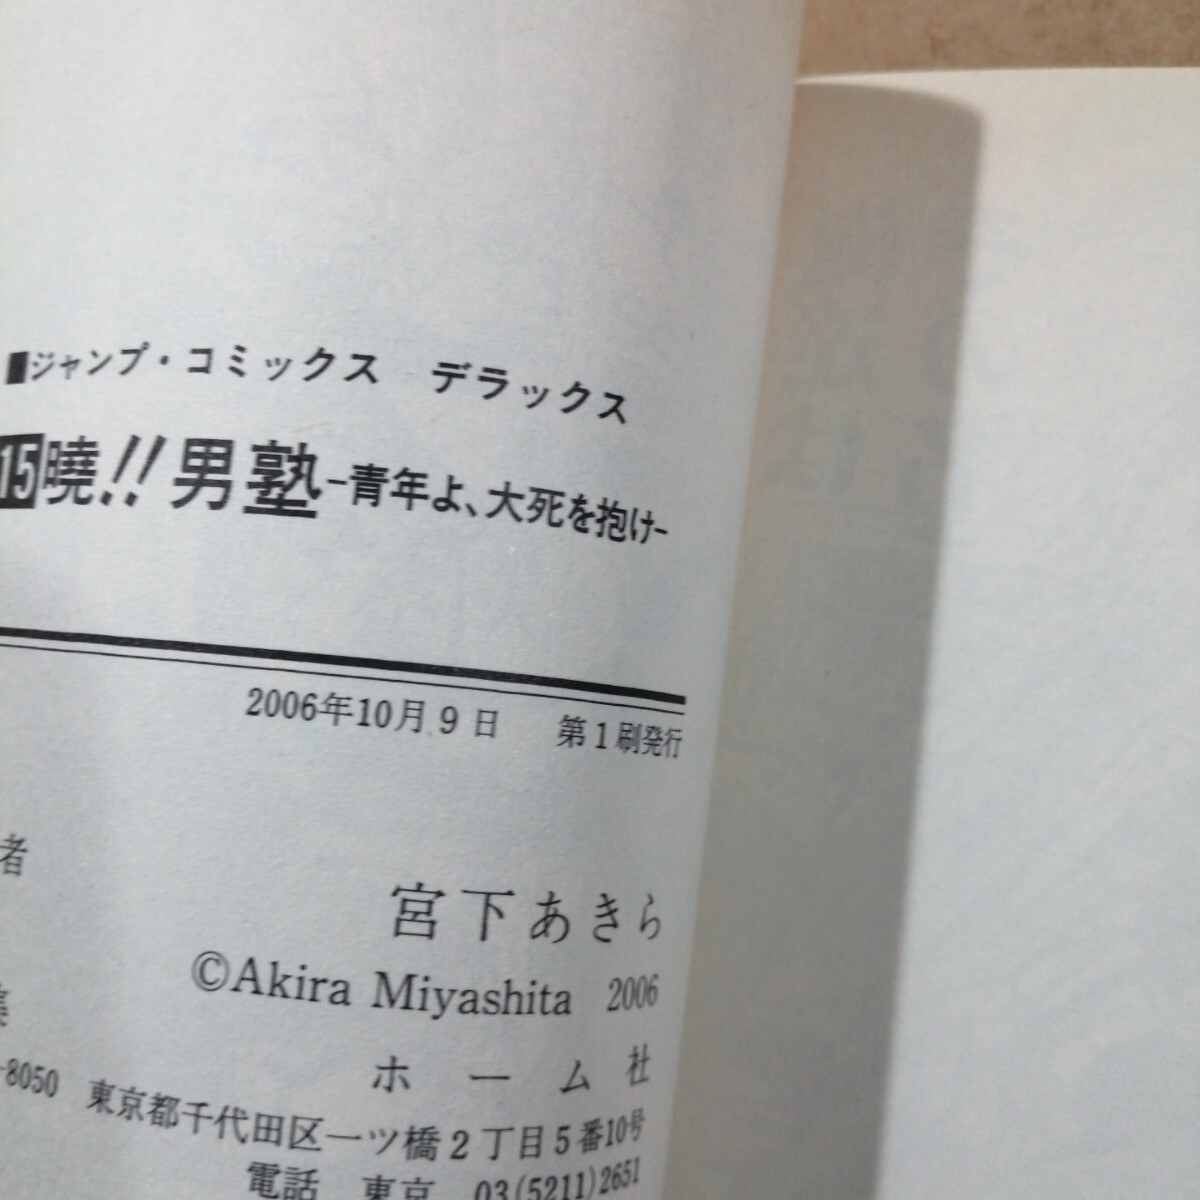 ■ジャンプ・コミックス デラックス
15曉!!男塾-青年よ、大死を抱け-
2006年10月9日 第1刷発行
者
宮下あきら
©Akira Miyashita 2006
集
ホーム社
-8050 東京都千代田区一ツ橋2丁目5番10号
電話 東京 03(5211)2651